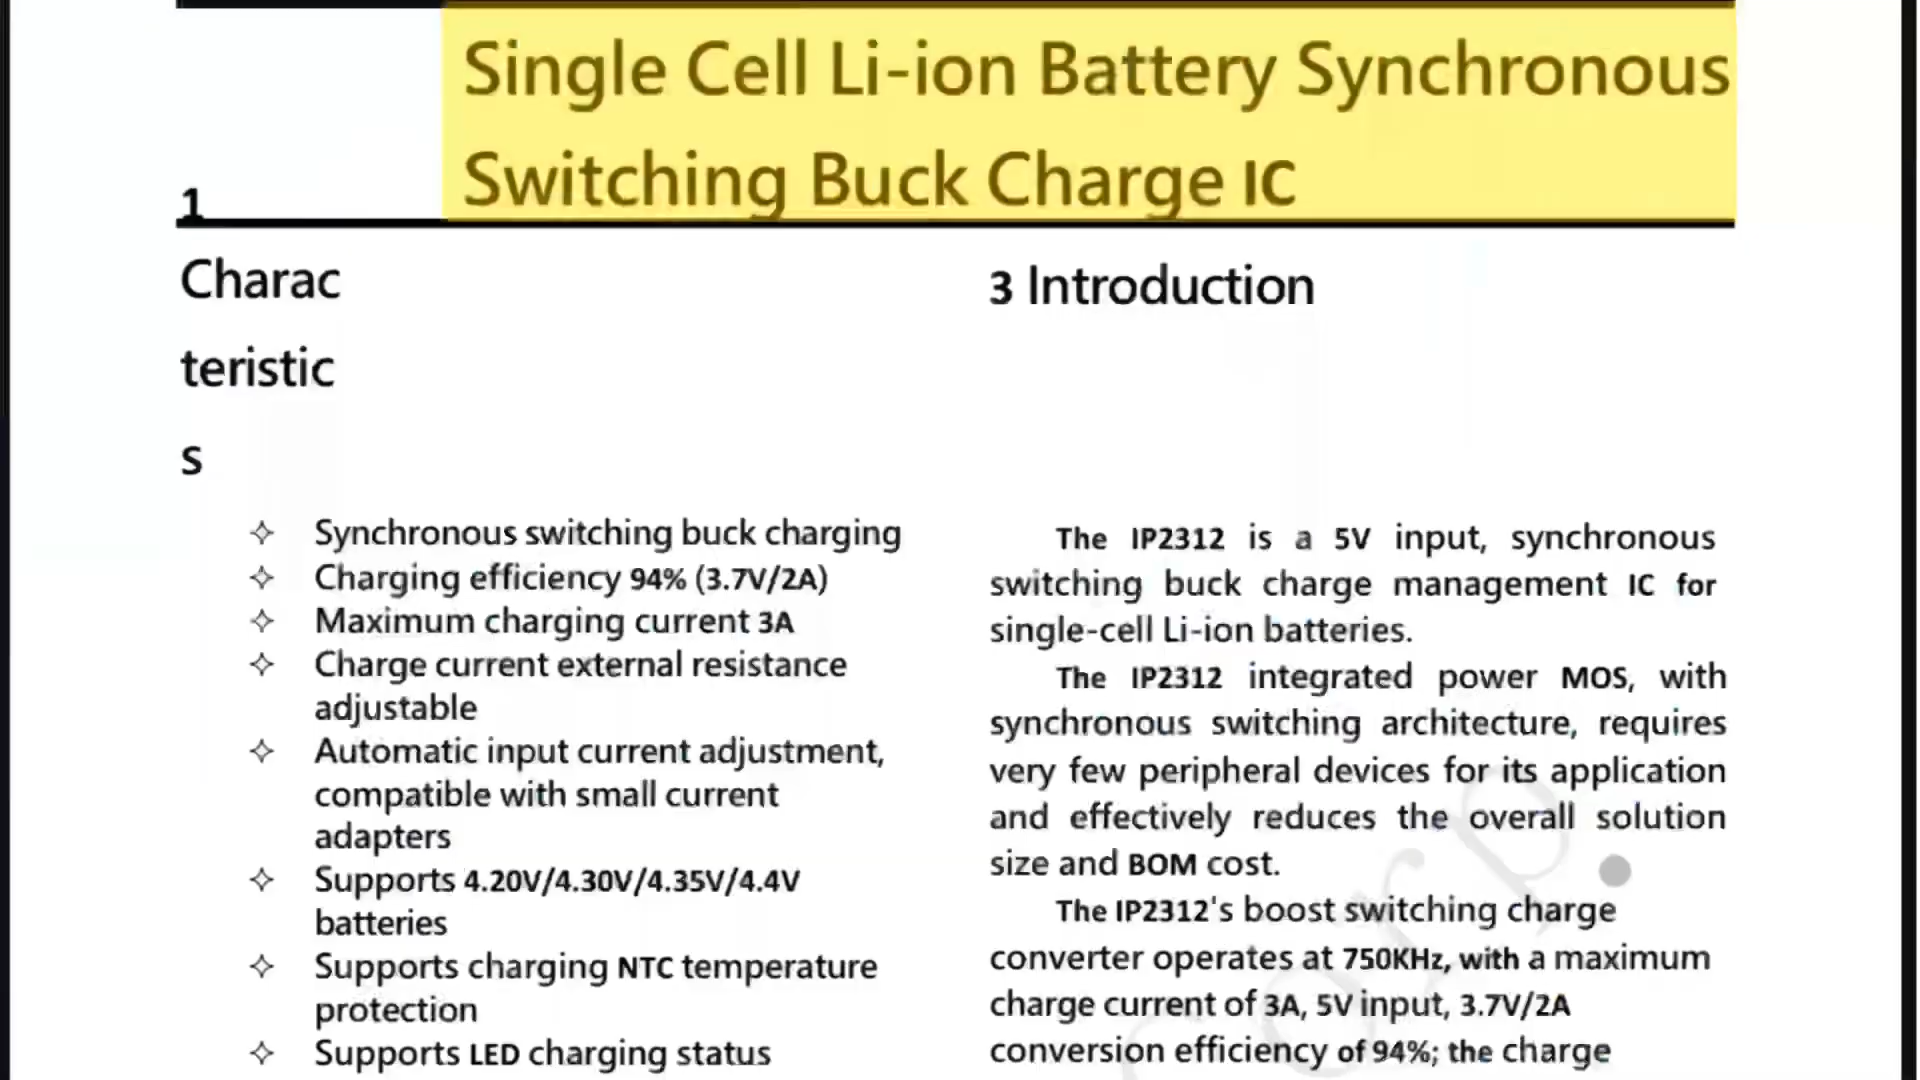 Single Cell Li-ion Battery Synchronous
Switching Buck Charge IC
1
Charac
teristic
s
✧ Synchronous switching buck charging
✧ Charging efficiency 94% (3.7V/2A)
✧ Maximum charging current 3A
✧ Charge current external resistance
adjustable
✧ Automatic input current adjustment,
compatible with small current
adapters
✧ Supports 4.20V/4.30V/4.35V/4.4V
batteries
✧ Supports charging NTC temperature
protection
✧ Supports LED charging status
3 Introduction
The IP2312 is a 5V input, synchronous
switching buck charge management IC for
single-cell Li-ion batteries.
The IP2312 integrated power MOS, with
synchronous switching architecture, requires
very few peripheral devices for its application
and effectively reduces the overall solution
size and BOM cost.
The IP2312's boost switching charge
converter operates at 750KHz, with a maximum
charge current of 3A, 5V input, 3.7V/2A
conversion efficiency of 94%; the charge
Corp.